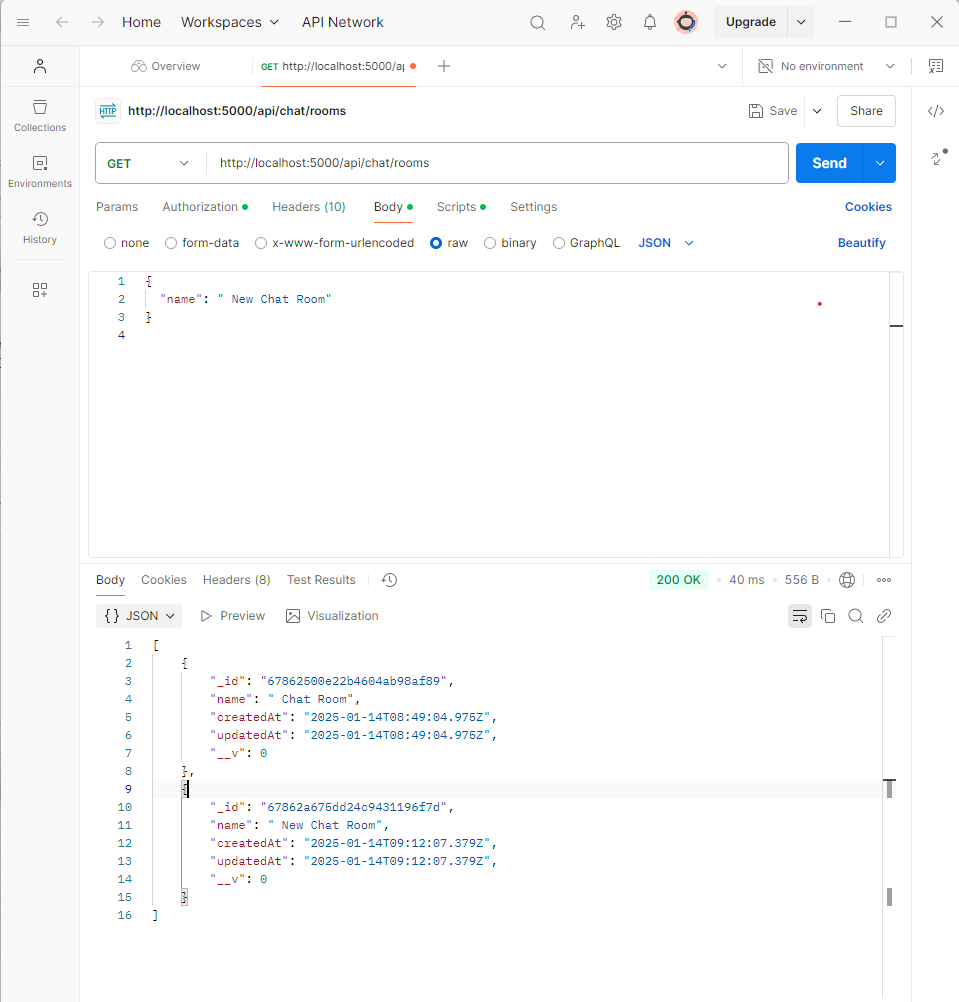 Home Workspaces API Network Upgrade
Overview GET http://localhost:5000/ap No environment
HTTP http://localhost:5000/api/chat/rooms Save Share
Collections
Environments
History
GET http://localhost:5000/api/chat/rooms Send
Params Authorization Headers (10) Body Scripts Settings Cookies
none form-data x-www-form-urlencoded raw binary GraphQL JSON Beautify
1 {
2 "name": " New Chat Room"
3 }
4
Body Cookies Headers (8) Test Results 200 OK 40 ms 556 B
{} JSON Preview Visualization
1 [
2 {
3 "_id": "67862500e22b4604ab98af89",
4 "name": " Chat Room",
5 "createdAt": "2025-01-14T08:49:04.975Z",
6 "updatedAt": "2025-01-14T08:49:04.975Z",
7 "__v": 0
8 },
9 {
10 "_id": "67862a675dd24c9431196f7d",
11 "name": " New Chat Room",
12 "createdAt": "2025-01-14T09:12:07.379Z",
13 "updatedAt": "2025-01-14T09:12:07.379Z",
14 "__v": 0
15 }
16 ]